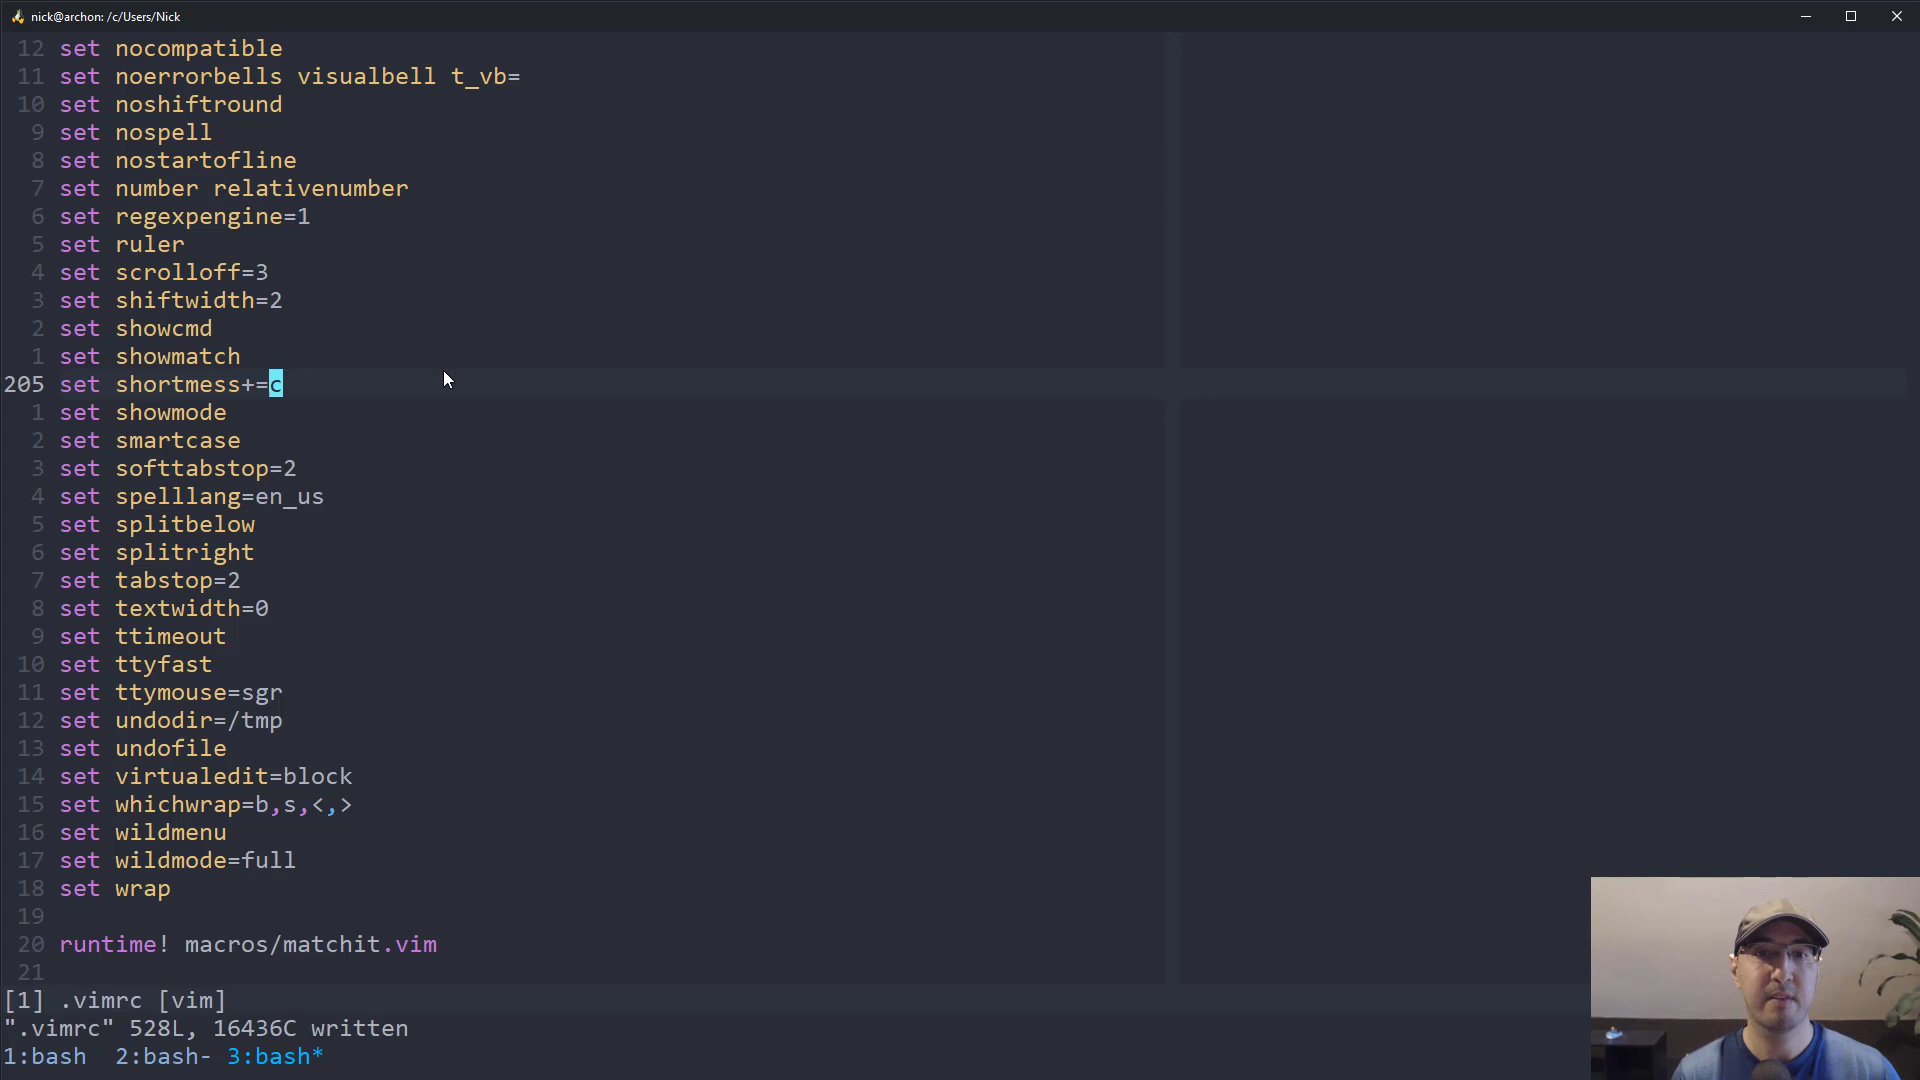 nick@archon: /c/Users/Nick
12 set nocompatible
11 set noerrorbells visualbell t_vb=
10 set noshiftround
9 set nospell
8 set nostartofline
7 set number relativenumber
6 set regexpengine=1
5 set ruler
4 set scrolloff=3
3 set shiftwidth=2
2 set showcmd
1 set showmatch
205 set shortmess+=c
1 set showmode
2 set smartcase
3 set softtabstop=2
4 set spelllang=en_us
5 set splitbelow
6 set splitright
7 set tabstop=2
8 set textwidth=0
9 set ttimeout
10 set ttyfast
11 set ttymouse=sgr
12 set undodir=/tmp
13 set undofile
14 set virtualedit=block
15 set whichwrap=b,s,<,>
16 set wildmenu
17 set wildmode=full
18 set wrap
19
20 runtime! macros/matchit.vim
21
[1] .vimrc [vim]
".vimrc" 528L, 16436C written
1:bash  2:bash- 3:bash*